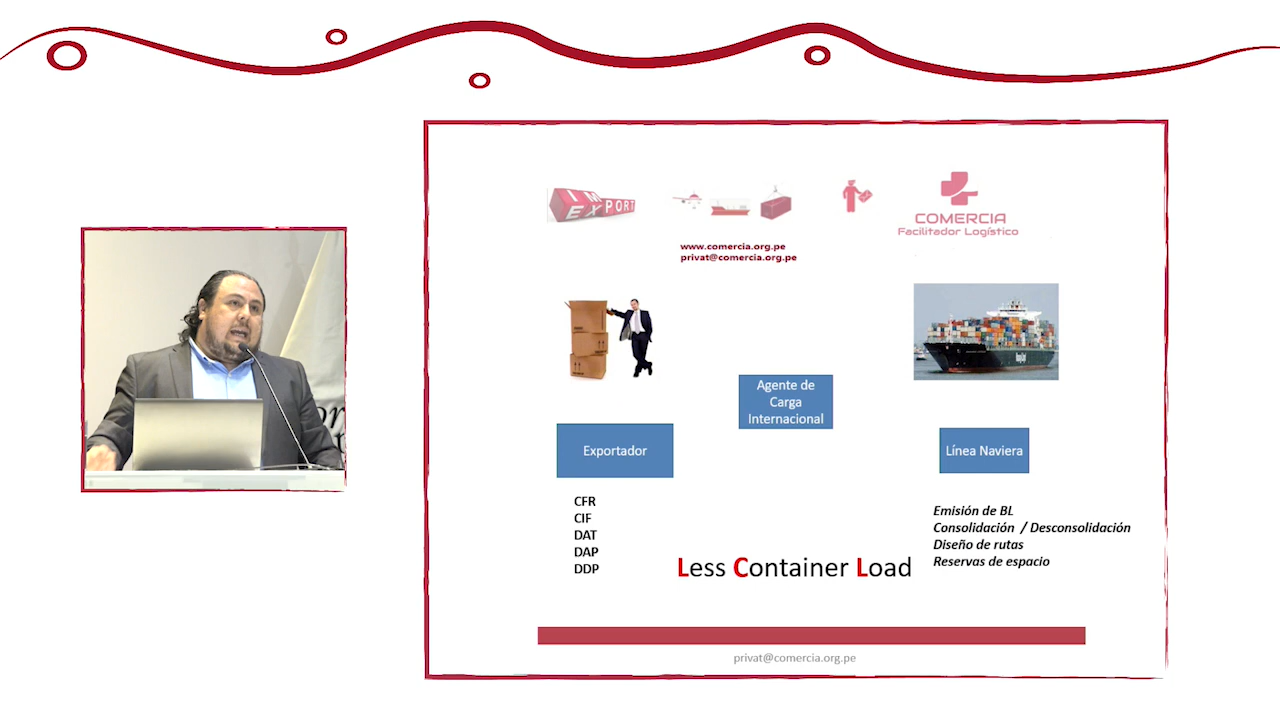 IM
EXPORT
COMERCIA
Facilitador Logístico
www.comercia.org.pe
privat@comercia.org.pe
Agente de
Carga
Internacional
Exportador
Línea Naviera
CFR
CIF
DAT
DAP
DDP
Emisión de BL
Consolidación / Desconsolidación
Diseño de rutas
Reservas de espacio
Less Container Load
privat@comercia.org.pe